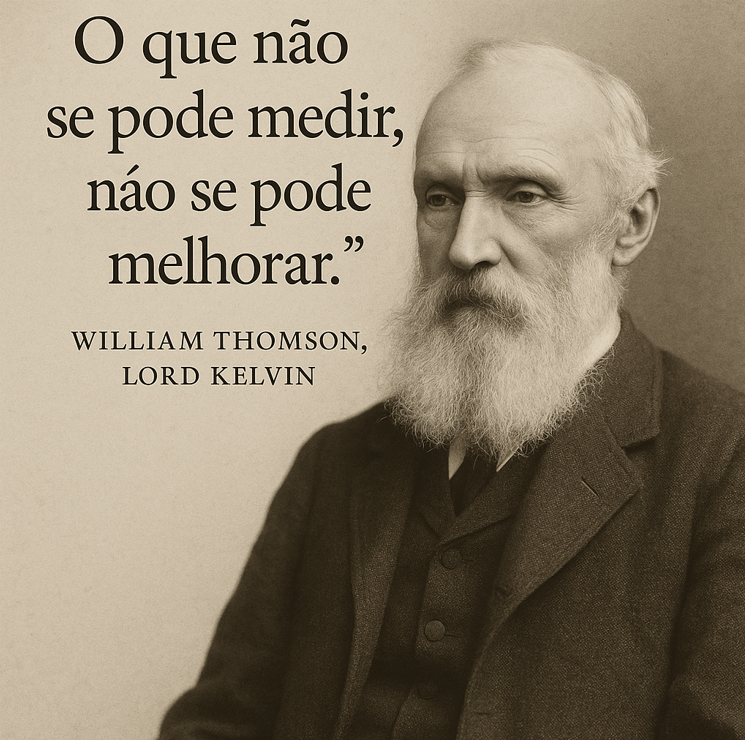 O que não
se pode medir,
náo se pode
melhorar.”
WILLIAM THOMSON,
LORD KELVIN